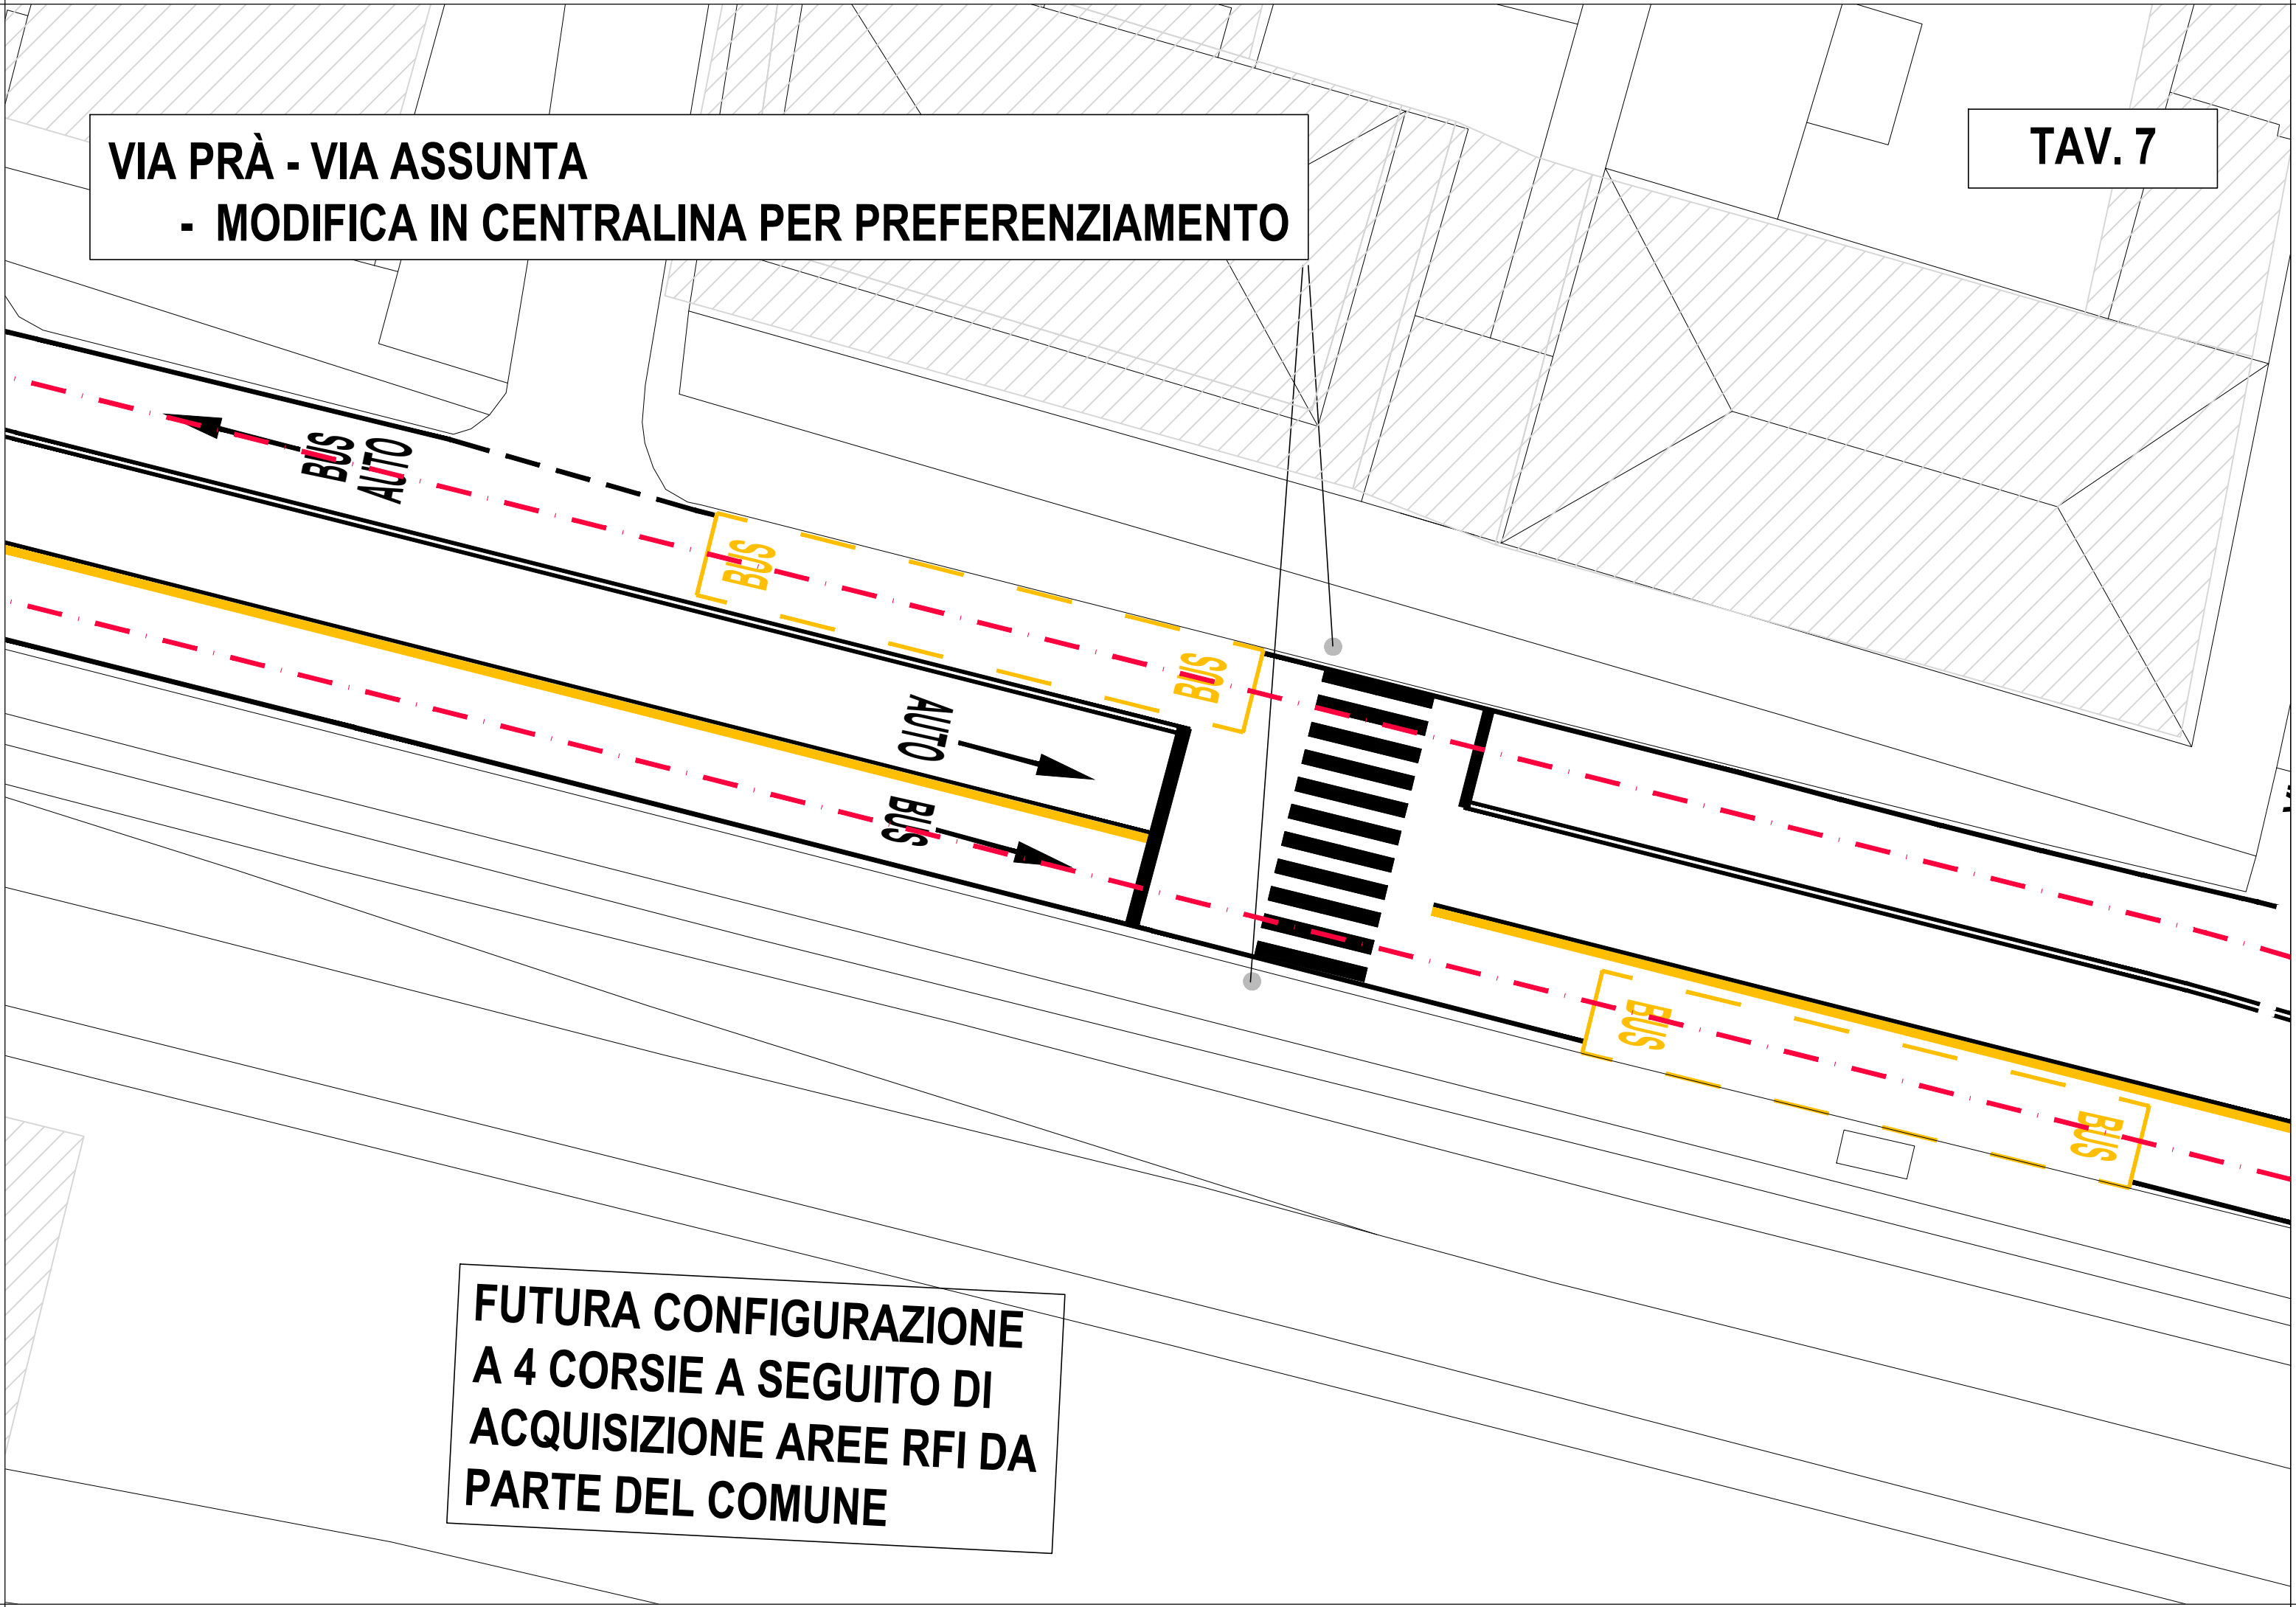 VIA PRÀ - VIA ASSUNTA
- MODIFICA IN CENTRALINA PER PREFERENZIAMENTO
TAV. 7
BUS
AUTO
BUS
BUS
AUTO
BUS
BUS
BUS
FUTURA CONFIGURAZIONE
A 4 CORSIE A SEGUITO DI
ACQUISIZIONE AREE RFI DA
PARTE DEL COMUNE